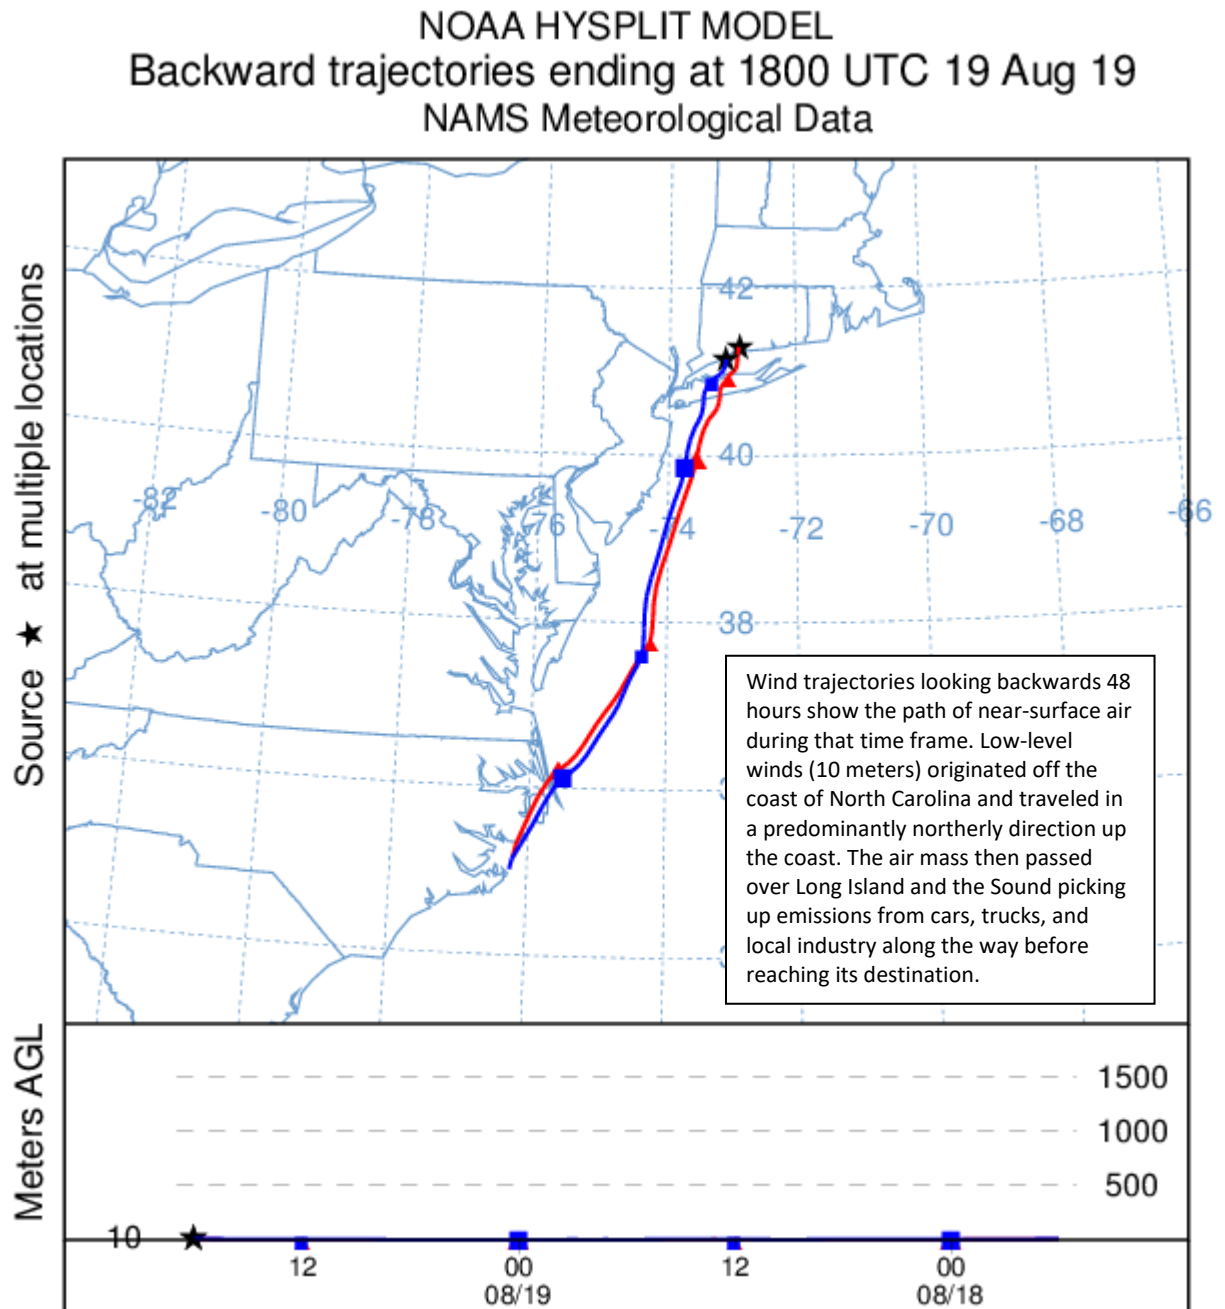 NOAA HYSPLIT MODEL
Backward trajectories ending at 1800 UTC 19 Aug 19
NAMS Meteorological Data
Source ★ at multiple locations
42
40
-82
-80
-78
76
-74
-72
-70
-68
-66
38
Wind trajectories looking backwards 48
hours show the path of near-surface air
during that time frame. Low-level
winds (10 meters) originated off the
coast of North Carolina and traveled in
a predominantly northerly direction up
the coast. The air mass then passed
over Long Island and the Sound picking
up emissions from cars, trucks, and
local industry along the way before
reaching its destination.
Meters AGL
1500
1000
500
10
12 00 12 00
08/19 08/18